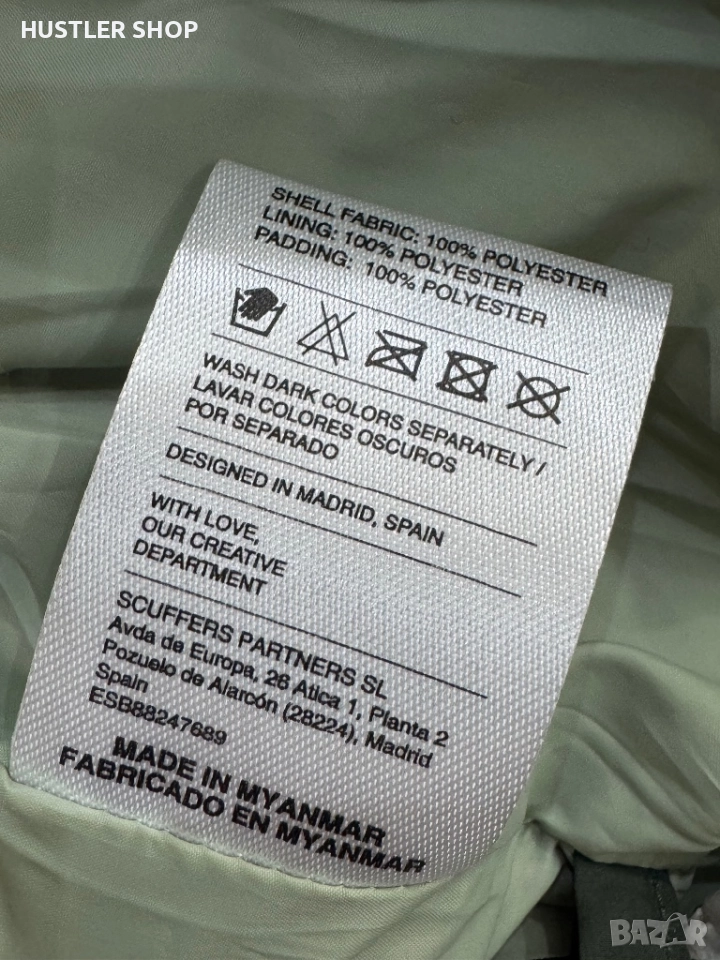 HUSTLER SHOP
SHELL FABRIC: 100% POLYESTER
LINING: 100% POLYESTER
PADDING: 100% POLYESTER
WASH DARK COLORS SEPARATELY /
LAVAR COLORES OSCUROS
POR SEPARADO
DESIGNED IN MADRID, SPAIN
WITH LOVE,
OUR CREATIVE
DEPARTMENT
SCUFFERS PARTNERS SL
Avda de Europa, 26 Atica 1, Planta 2
Pozuelo de Alarcón (28224), Madrid
Spain
ESB88247689
MADE IN MYANMAR
FABRICADO EN MYANMAR
BAZAR